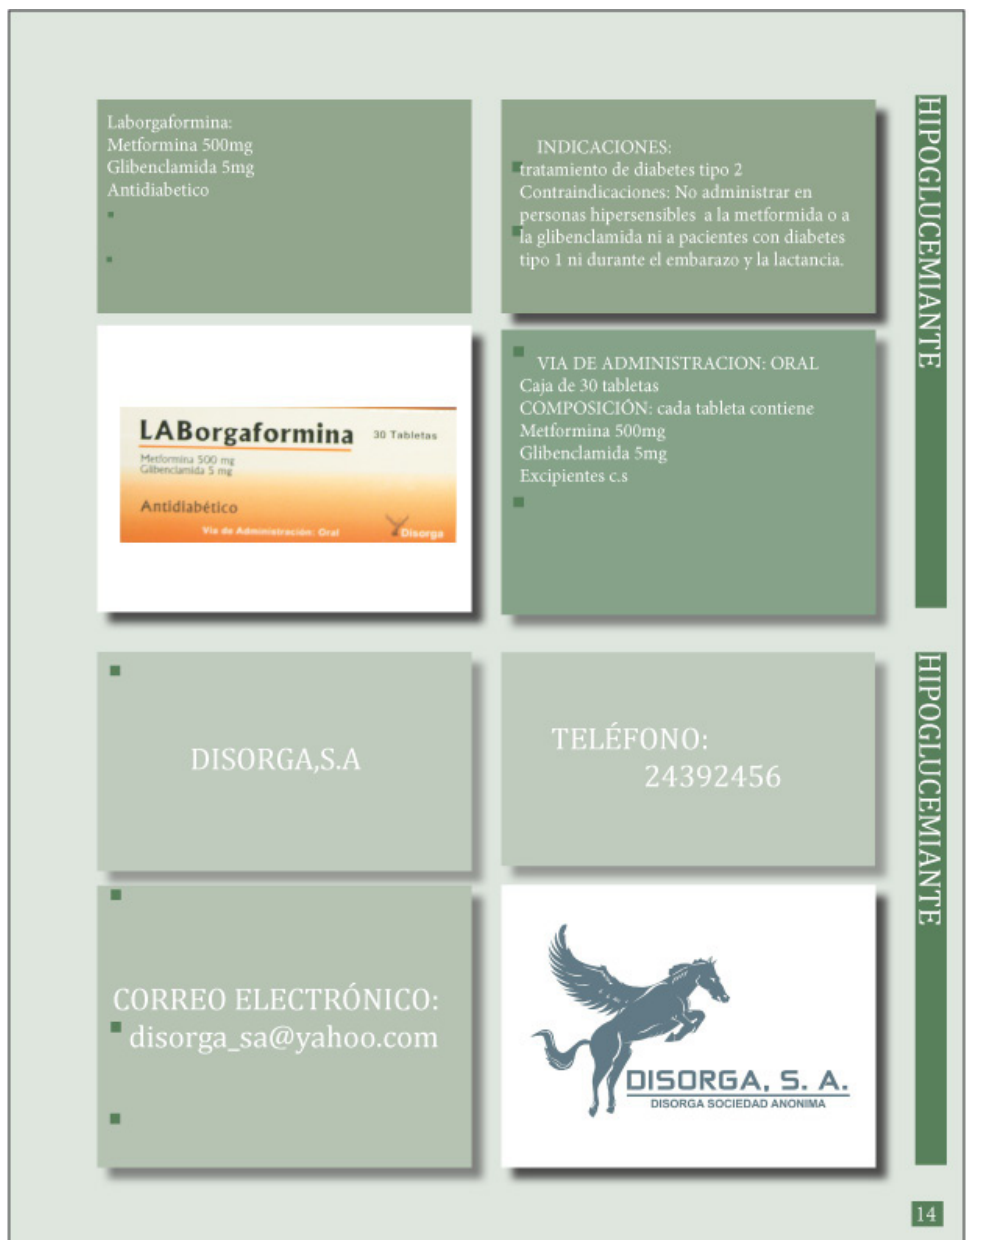 Laborgaformina:
Metformina 500mg
Glibenclamida 5mg
Antidiabetico
INDICACIONES:
tratamiento de diabetes tipo 2
Contraindicaciones: No administrar en
personas hipersensibles a la metformida o a
la glibenclamida ni a pacientes con diabetes
tipo 1 ni durante el embarazo y la lactancia.
HIPOGLUCEMIANTE
LABorgaformina
30 Tabletas
Metformina 500 mg
Glibenclamida 5 mg
Antidiabético
Via de Administración: Oral
Disorga
VIA DE ADMINISTRACION: ORAL
Caja de 30 tabletas
COMPOSICIÓN: cada tableta contiene
Metformina 500mg
Glibenclamida 5mg
Excipientes c.s
DISORGA,S.A
TELÉFONO:
24392456
HIPOGLUCEMIANTE
CORREO ELECTRÓNICO:
disorga_sa@yahoo.com
DISORGA, S. A.
DISORGA SOCIEDAD ANONIMA
14